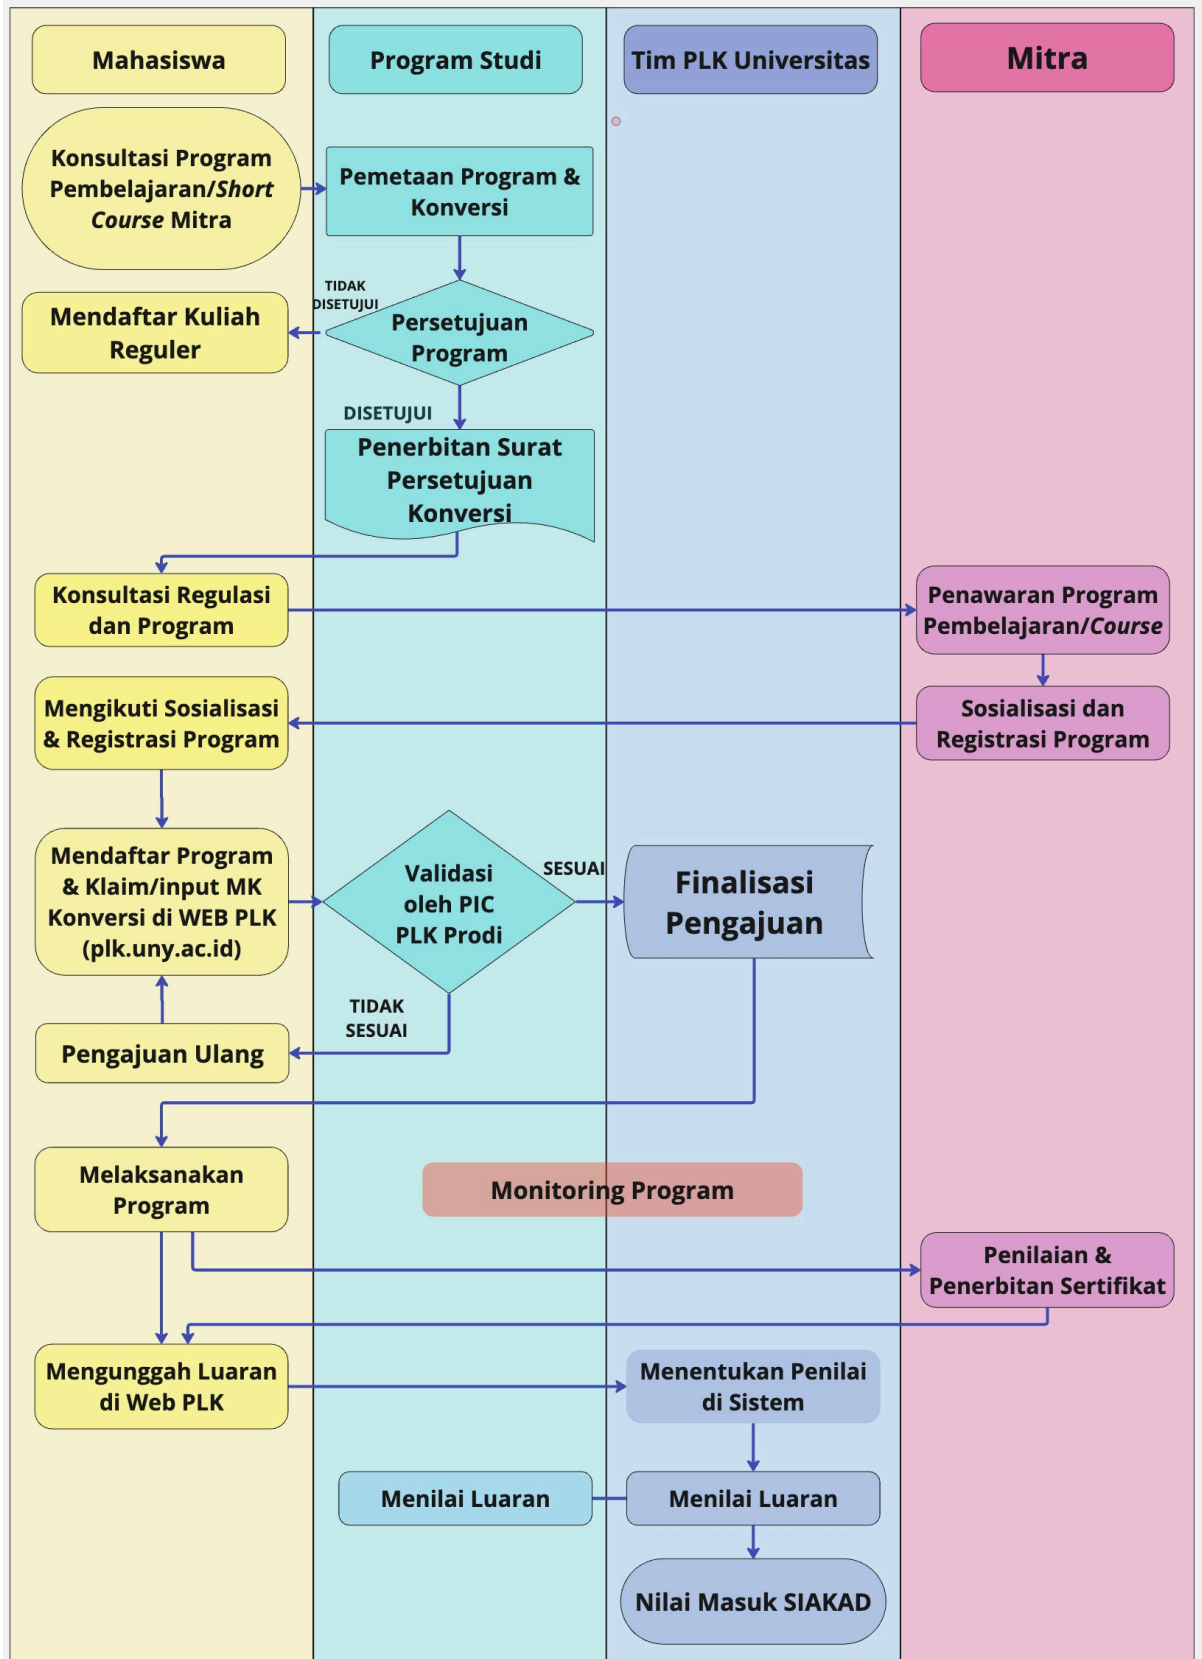 Mahasiswa
Program Studi
Tim PLK Universitas
Mitra
Konsultasi Program
Pembelajaran/Short
Course Mitra
Pemetaan Program &
Konversi
TIDAK
DISETUJUI
Persetujuan
Program
Mendaftar Kuliah
Reguler
DISETUJUI
Penerbitan Surat
Persetujuan
Konversi
Konsultasi Regulasi
dan Program
Penawaran Program
Pembelajaran/Course
Mengikuti Sosialisasi
& Registrasi Program
Sosialisasi dan
Registrasi Program
Mendaftar Program
& Klaim/input MK
Konversi di WEB PLK
(plk.uny.ac.id)
Validasi
oleh PIC
PLK Prodi
SESUAI
Finalisasi
Pengajuan
TIDAK
SESUAI
Pengajuan Ulang
Melaksanakan
Program
Monitoring Program
Penilaian &
Penerbitan Sertifikat
Mengunggah Luaran
di Web PLK
Menentukan Penilai
di Sistem
Menilai Luaran
Menilai Luaran
Nilai Masuk SIAKAD